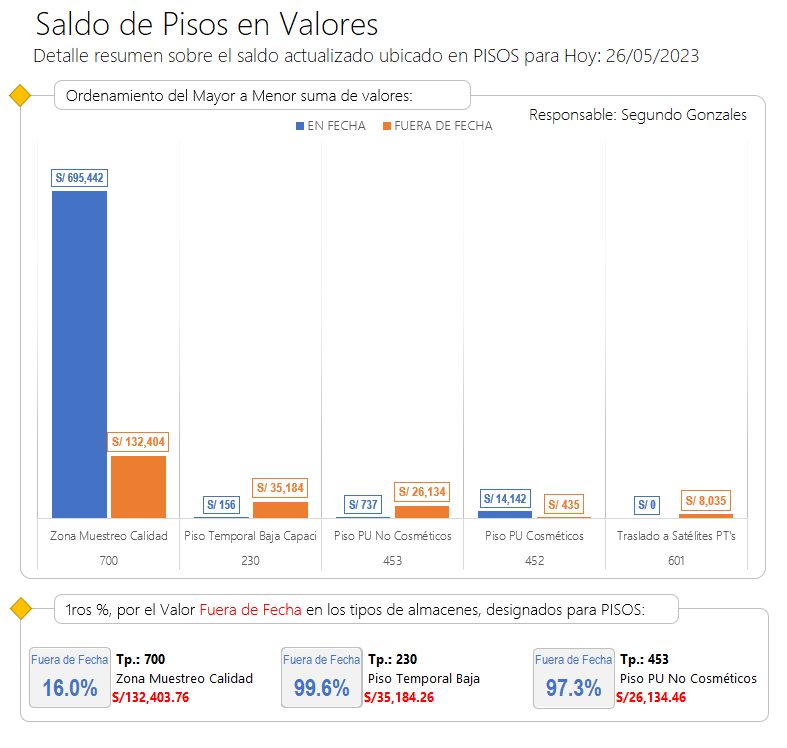 Saldo de Pisos en Valores
Detalle resumen sobre el saldo actualizado ubicado en PISOS para Hoy: 26/05/2023
Ordenamiento del Mayor a Menor suma de valores:
Responsable: Segundo Gonzales
EN FECHA FUERA DE FECHA
S/ 695,442
S/ 132,404
S/ 156
S/ 35,184
S/ 737
S/ 26,134
S/ 14,142
S/ 435
S/ 0
S/ 8,035
Zona Muestreo Calidad Piso Temporal Baja Capaci Piso PU No Cosméticos Piso PU Cosméticos Traslado a Satélites PT's
700 230 453 452 601
1ros %, por el Valor Fuera de Fecha en los tipos de almacenes, designados para PISOS:
Fuera de Fecha
16.0%
Tp.: 700
Zona Muestreo Calidad
S/132,403.76
Fuera de Fecha
99.6%
Tp.: 230
Piso Temporal Baja
S/35,184.26
Fuera de Fecha
97.3%
Tp.: 453
Piso PU No Cosméticos
S/26,134.46